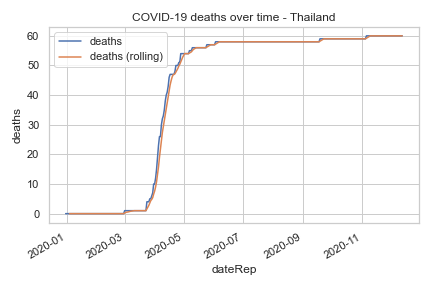 COVID-19 deaths over time - Thailand
deaths
deaths (rolling)
60
50
40
30
20
10
0
deaths
2020-01
2020-03
2020-05
2020-07
2020-09
2020-11
dateRep